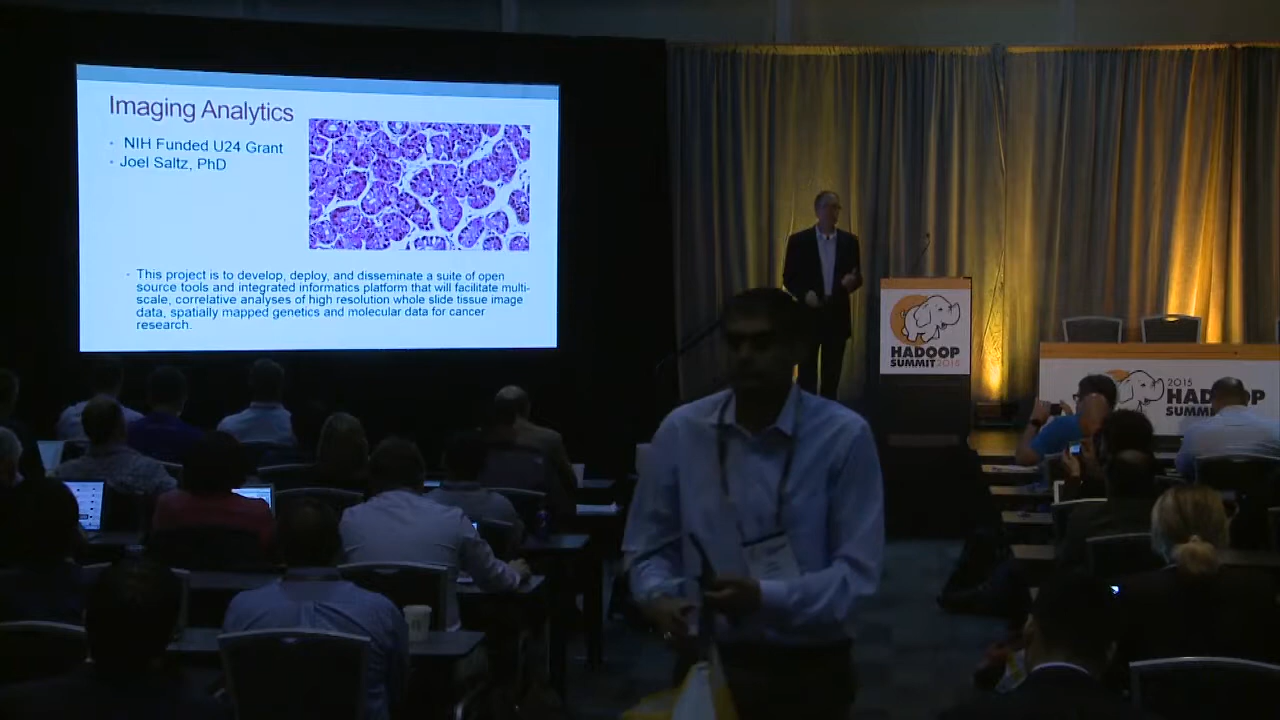 Imaging Analytics
• NIH Funded U24 Grant
• Joel Saltz, PhD
• This project is to develop, deploy, and disseminate a suite of open
source tools and integrated informatics platform that will facilitate multi-
scale, correlative analyses of high resolution whole slide tissue image
data, spatially mapped genetics and molecular data for cancer
research.
HADOOP
SUMMIT 2015
2015
HADOOP
SUMM